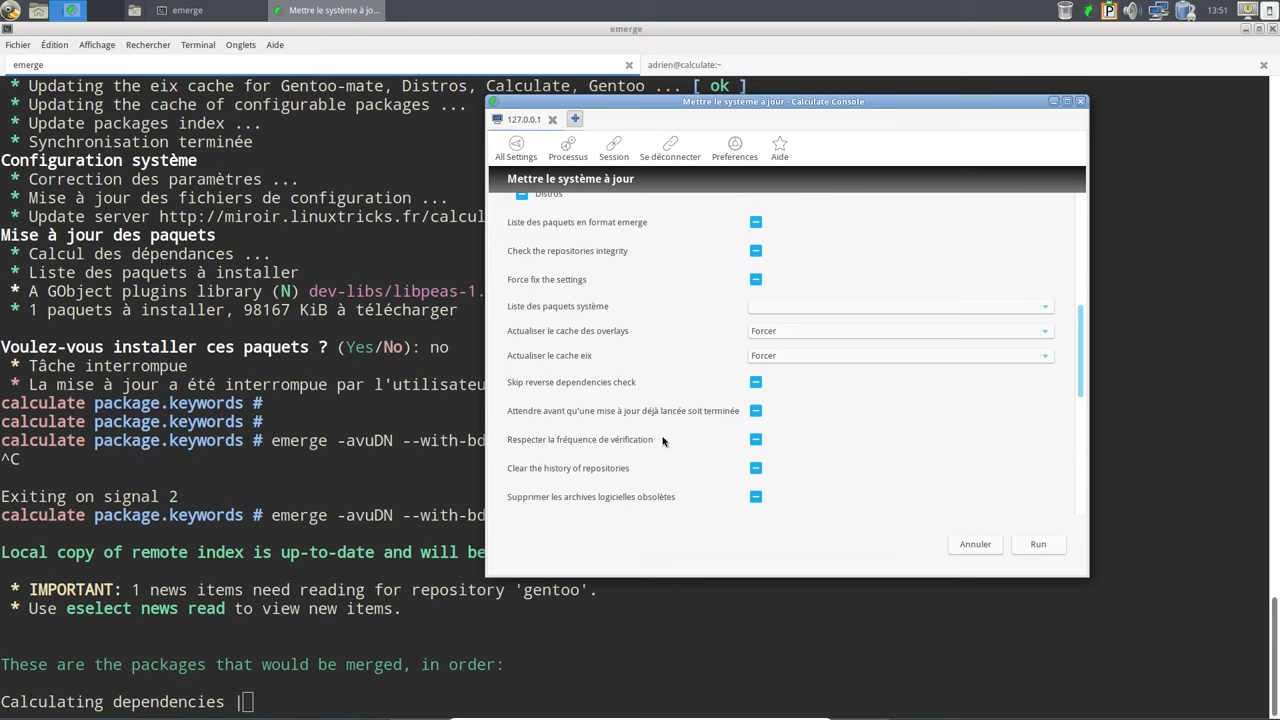 emerge
Mettre le système à jo...
13:51
emerge
Fichier Édition Affichage Rechercher Terminal Onglets Aide
emerge
adrien@calculate:~
* Updating the eix cache for Gentoo-mate, Distros, Calculate, Gentoo ... [ ok ]
* Updating the cache of configurable packages ...
* Update packages index ...
* Synchronisation terminée
Configuration système
* Correction des paramètres ...
* Mise à jour des fichiers de configuration ...
* Update server http://miroir.linuxtricks.fr/calcul
Mise à jour des paquets
* Calcul des dépendances ...
* Liste des paquets à installer
* A Object plugins library (N) dev-libs/libpeas-1.
* 1 paquets à installer, 98167 KiB à télécharger
Voulez-vous installer ces paquets ? (Yes/No): no
* Tâche interrompue
* La mise à jour a été interrompue par l'utilisateu
calculate package.keywords #
calculate package.keywords #
calculate package.keywords # emerge -avuDN --with-bd
^C
Exiting on signal 2
calculate package.keywords # emerge -avuDN --with-bd
Local copy of remote index is up-to-date and will be
* IMPORTANT: 1 news items need reading for repository 'gentoo'.
* Use eselect news read to view new items.
These are the packages that would be merged, in order:
Calculating dependencies |
Mettre le système à jour - Calculate Console
127.0.0.1
All Settings Processus Session Se déconnecter Preferences Aide
Mettre le système à jour
Distros
Liste des paquets en format emerge
Check the repositories integrity
Force fix the settings
Liste des paquets système
Actualiser le cache des overlays Forcer
Actualiser le cache eix Forcer
Skip reverse dependencies check
Attendre avant qu'une mise à jour déjà lancée soit terminée
Respecter la fréquence de vérification
Clear the history of repositories
Supprimer les archives logicielles obsolètes
Annuler Run